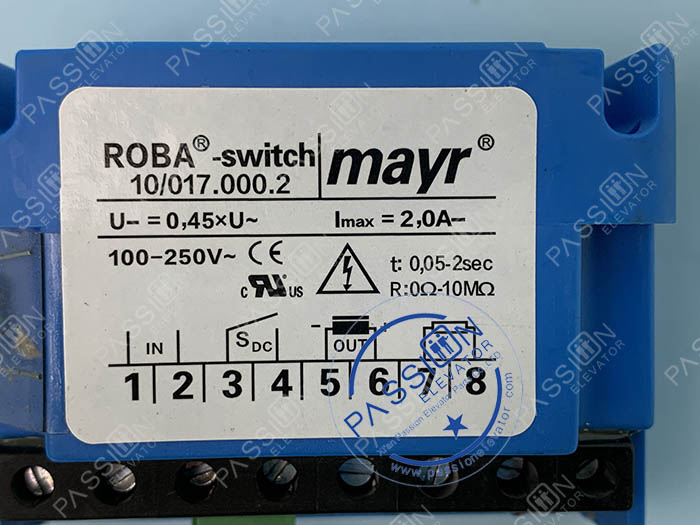 ROBA® -switch
10/017.000.2
mayr®
U⎓ = 0,45×U~
Imax = 2,0A⎓
100-250V~ CE
t: 0,05-2sec
c RU US
R:0Ω-10MΩ
IN
SDC
- OUT +
1 2 3 4 5 6 7 8
PASSION
ELEVATOR
www.passionelevator.com